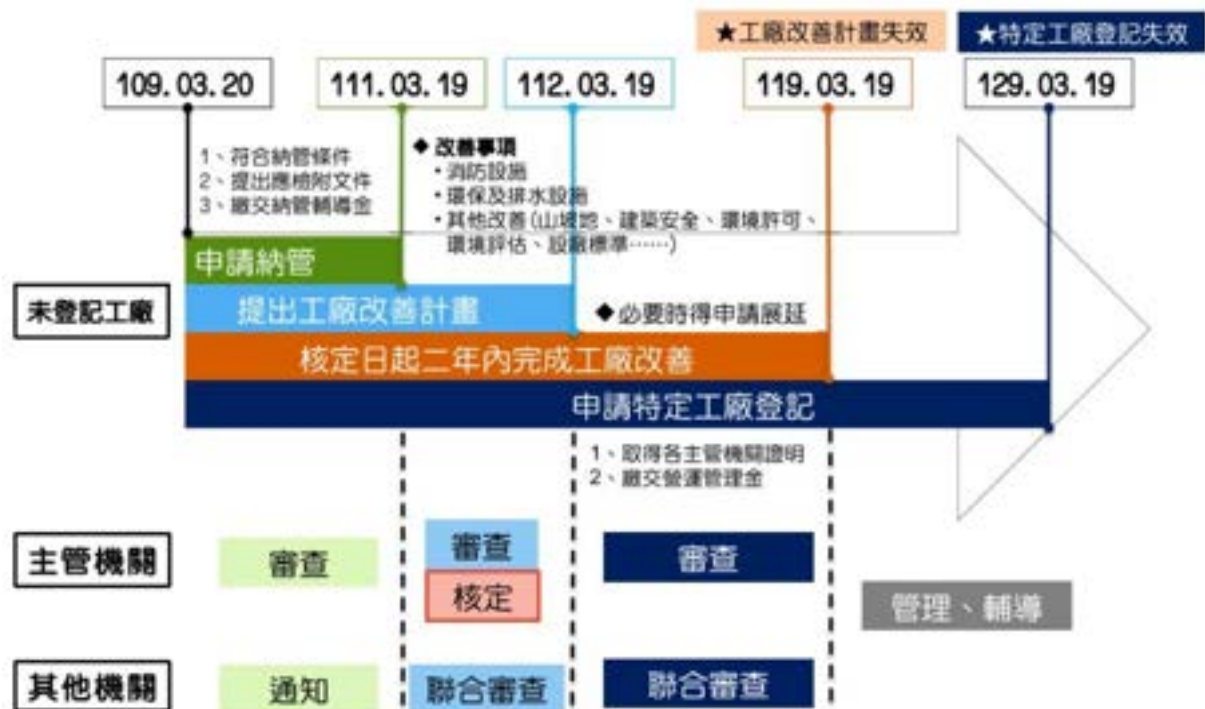 ★工廠改善計畫失效
★特定工廠登記失效
109.03.20
111.03.19
112.03.19
119.03.19
129.03.19
1、符合納管條件
2、提出應檢附文件
3、繳交納管輔導金
◆ 改善事項
•消防設施
•環保及排水設施
•其他改善(山坡地、建築安全、環境許可、
環境評估、設廠標準……)
申請納管
未登記工廠
提出工廠改善計畫
◆必要時得申請展延
核定日起二年內完成工廠改善
申請特定工廠登記
1、取得各主管機關證明
2、繳交營運管理金
主管機關
審查
審查
核定
審查
管理、輔導
其他機關
通知
聯合審查
聯合審查